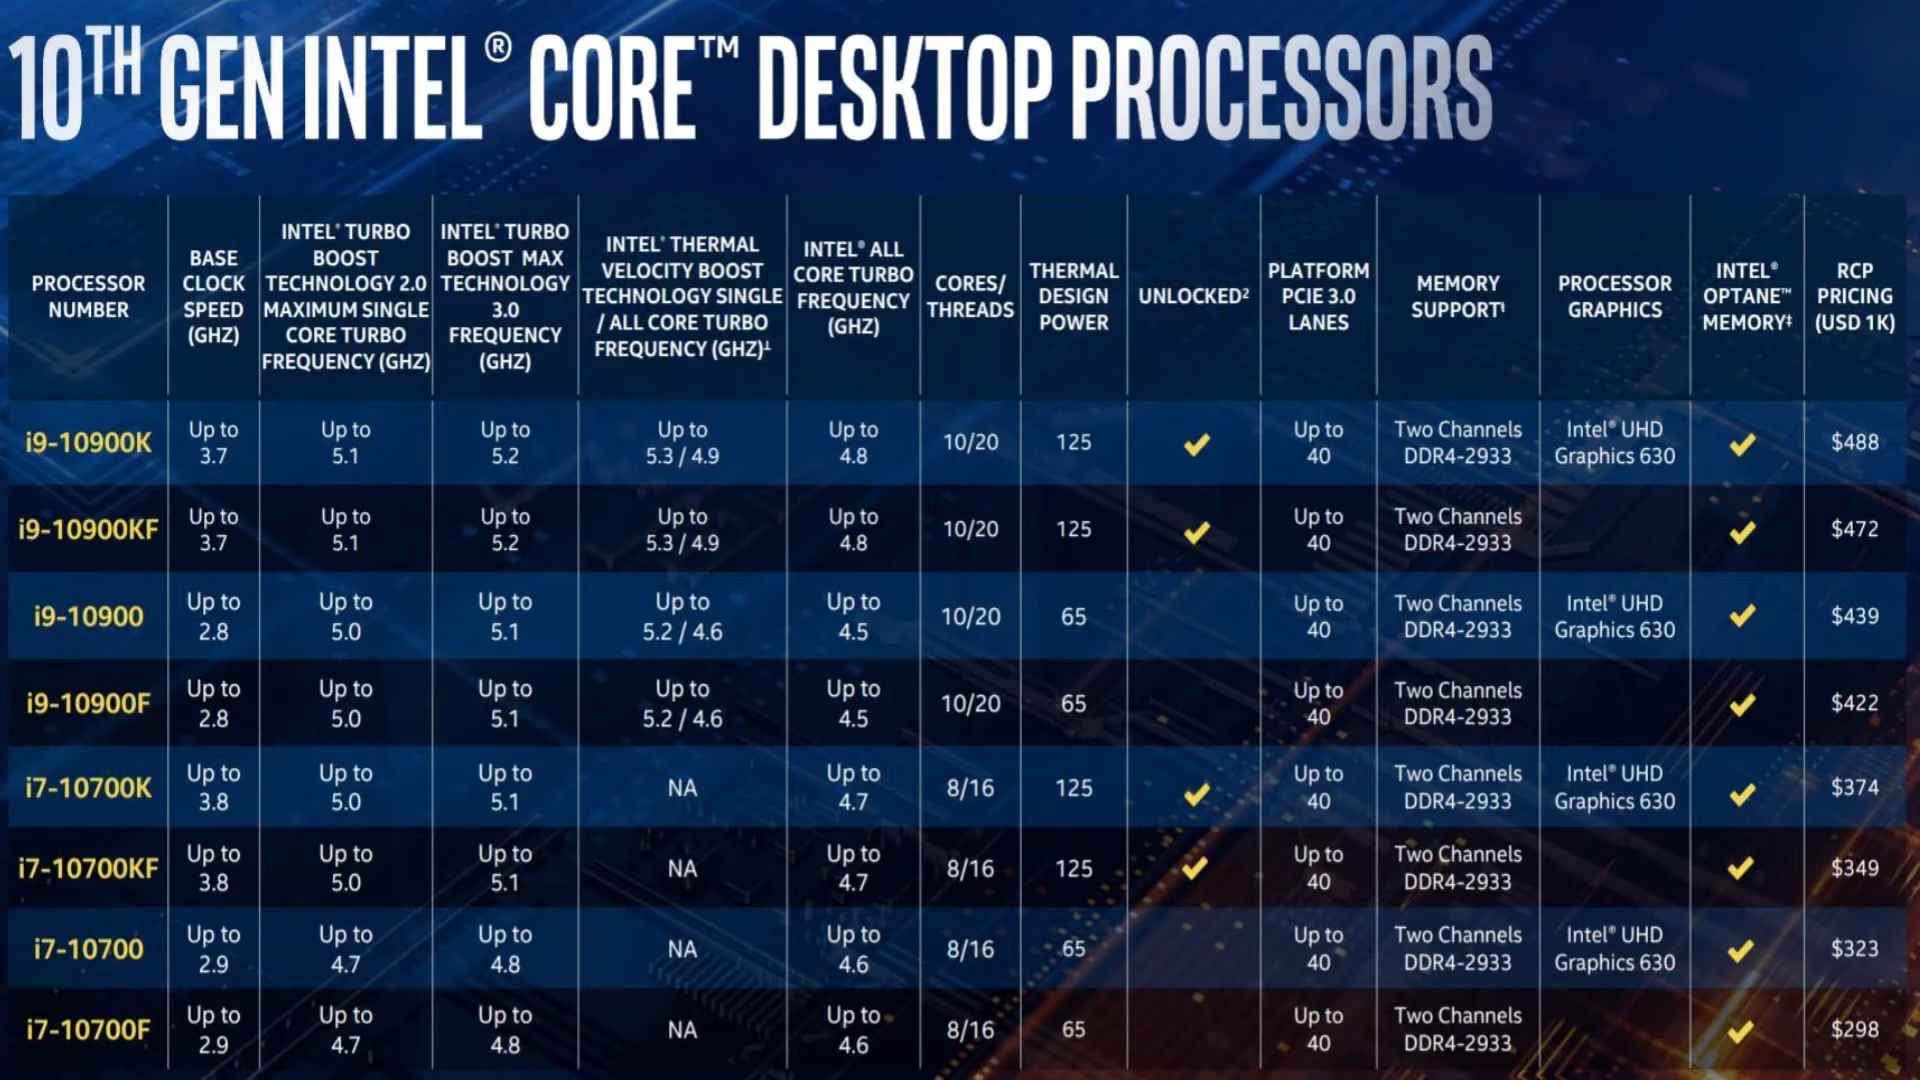 10TH GEN INTEL® CORE™ DESKTOP PROCESSORS
PROCESSOR
NUMBER
BASE
CLOCK
SPEED
(GHZ)
INTEL® TURBO
BOOST
TECHNOLOGY 2.0
MAXIMUM SINGLE
CORE TURBO
FREQUENCY (GHZ)
INTEL® TURBO
BOOST MAX
TECHNOLOGY
3.0
FREQUENCY
(GHZ)
INTEL® THERMAL
VELOCITY BOOST
TECHNOLOGY SINGLE
/ ALL CORE TURBO
FREQUENCY (GHZ)⊥
INTEL® ALL
CORE TURBO
FREQUENCY
(GHZ)
CORES/
THREADS
THERMAL
DESIGN
POWER
UNLOCKED²
PLATFORM
PCIE 3.0
LANES
MEMORY
SUPPORT
PROCESSOR
GRAPHICS
INTEL®
OPTANE™
MEMORY‡
RCP
PRICING
(USD 1K)
i9-10900K Up to 3.7 Up to 5.1 Up to 5.2 Up to 5.3 / 4.9 Up to 4.8 10/20 125 ✔ Up to 40 Two Channels DDR4-2933 Intel® UHD Graphics 630 ✔ $488
i9-10900KF Up to 3.7 Up to 5.1 Up to 5.2 Up to 5.3 / 4.9 Up to 4.8 10/20 125 ✔ Up to 40 Two Channels DDR4-2933 ✔ $472
i9-10900 Up to 2.8 Up to 5.0 Up to 5.1 Up to 5.2 / 4.6 Up to 4.5 10/20 65 Up to 40 Two Channels DDR4-2933 Intel® UHD Graphics 630 ✔ $439
i9-10900F Up to 2.8 Up to 5.0 Up to 5.1 Up to 5.2 / 4.6 Up to 4.5 10/20 65 Up to 40 Two Channels DDR4-2933 ✔ $422
i7-10700K Up to 3.8 Up to 5.0 Up to 5.1 NA Up to 4.7 8/16 125 ✔ Up to 40 Two Channels DDR4-2933 Intel® UHD Graphics 630 ✔ $374
i7-10700KF Up to 3.8 Up to 5.0 Up to 5.1 NA Up to 4.7 8/16 125 ✔ Up to 40 Two Channels DDR4-2933 ✔ $349
i7-10700 Up to 2.9 Up to 4.7 Up to 4.8 NA Up to 4.6 8/16 65 Up to 40 Two Channels DDR4-2933 Intel® UHD Graphics 630 ✔ $323
i7-10700F Up to 2.9 Up to 4.7 Up to 4.8 NA Up to 4.6 8/16 65 Up to 40 Two Channels DDR4-2933 ✔ $298